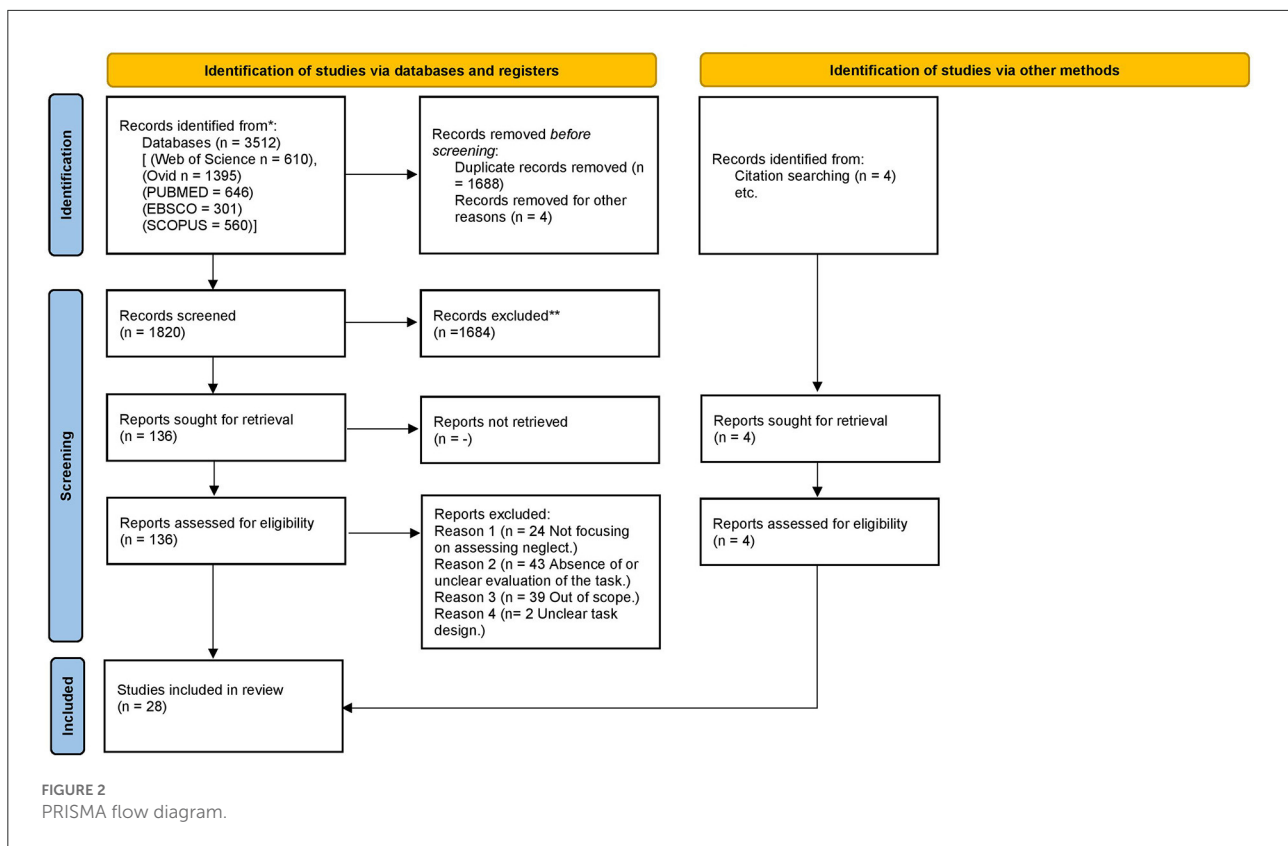 Identification of studies via databases and registers
Identification of studies via other methods
Identification
Records identified from*:
Databases (n = 3512)
[ (Web of Science n = 610),
(Ovid n = 1395)
(PUBMED = 646)
(EBSCO = 301)
(SCOPUS = 560)]
Records removed before
screening:
Duplicate records removed (n
= 1688)
Records removed for other
reasons (n = 4)
Records identified from:
Citation searching (n = 4)
etc.
Screening
Records screened
(n = 1820)
Records excluded**
(n =1684)
Reports sought for retrieval
(n = 136)
Reports not retrieved
(n = -)
Reports sought for retrieval
(n = 4)
Reports assessed for eligibility
(n = 136)
Reports excluded:
Reason 1 (n = 24 Not focusing
on assessing neglect.)
Reason 2 (n = 43 Absence of or
unclear evaluation of the task.)
Reason 3 (n = 39 Out of scope.)
Reason 4 (n= 2 Unclear task
design.)
Reports assessed for eligibility
(n = 4)
Included
Studies included in review
(n = 28)
FIGURE 2
PRISMA flow diagram.